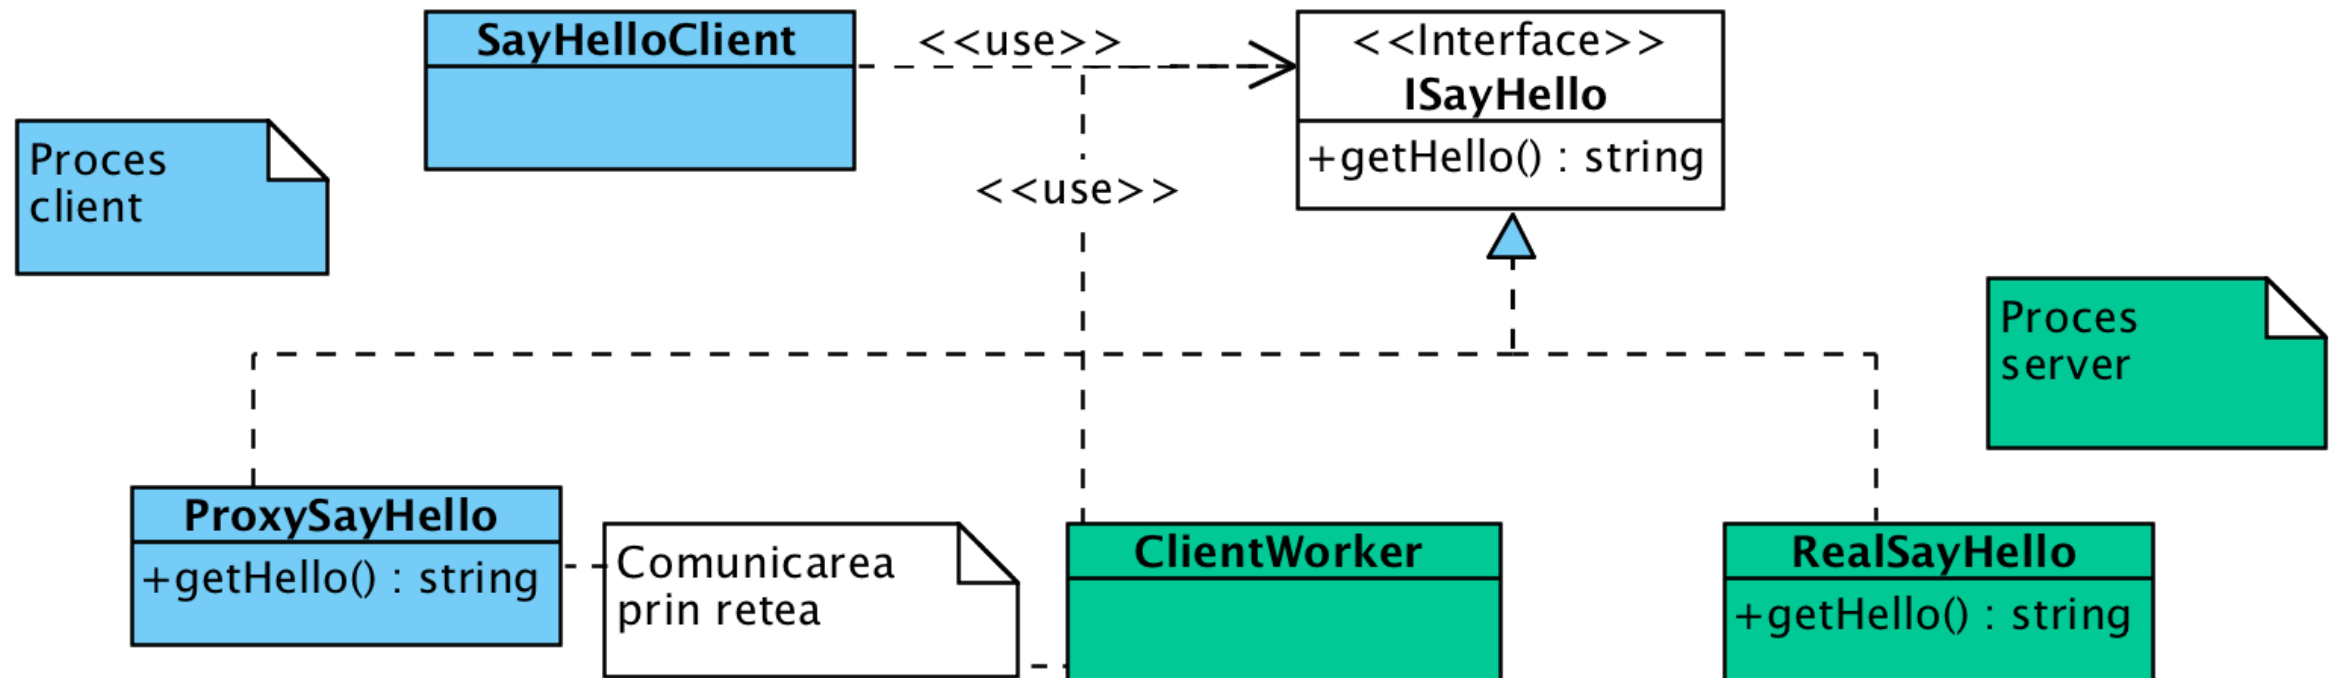 SayHelloClient
<<use>>
<<Interface>>
ISayHello
+getHello() : string
Proces
client
<<use>>
Proces
server
ProxySayHello
+getHello() : string
Comunicarea
prin retea
ClientWorker
RealSayHello
+getHello() : string